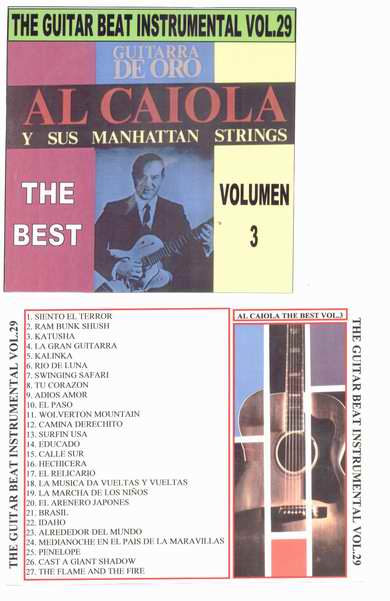 THE GUITAR BEAT INSTRUMENTAL VOL.29
GUITARRA
DE ORO
AL CAIOLA
Y SUS MANHATTAN STRINGS
THE
BEST
VOLUMEN
3
THE GUITAR BEAT INSTRUMENTAL VOL.29
1. SIENTO EL TERROR
2. RAM BUNK SHUSH
3. KATUSHA
4. LA GRAN GUITARRA
5. KALINKA
6. RIO DE LUNA
7. SWINGING SAFARI
8. TU CORAZON
9. ADIOS AMOR
10. EL PASO
11. WOLVERTON MOUNTAIN
12. CAMINA DERECHITO
13. SURFIN USA
14. EDUCADO
15. CALLE SUR
16. HECHICERA
17. EL RELICARIO
18. LA MUSICA DA VUELTAS Y VUELTAS
19. LA MARCHA DE LOS NIÑOS
20. EL ARENERO JAPONES
21. BRASIL
22. IDAHO
23. ALREDEDOR DEL MUNDO
24. MEDIANOCHE EN EL PAIS DE LA MARAVILLAS
25. PENELOPE
26. CAST A GIANT SHADOW
27. THE FLAME AND THE FIRE
AL CAIOLA THE BEST VOL.3
THE GUITAR BEAT INSTRUMENTAL VOL.29